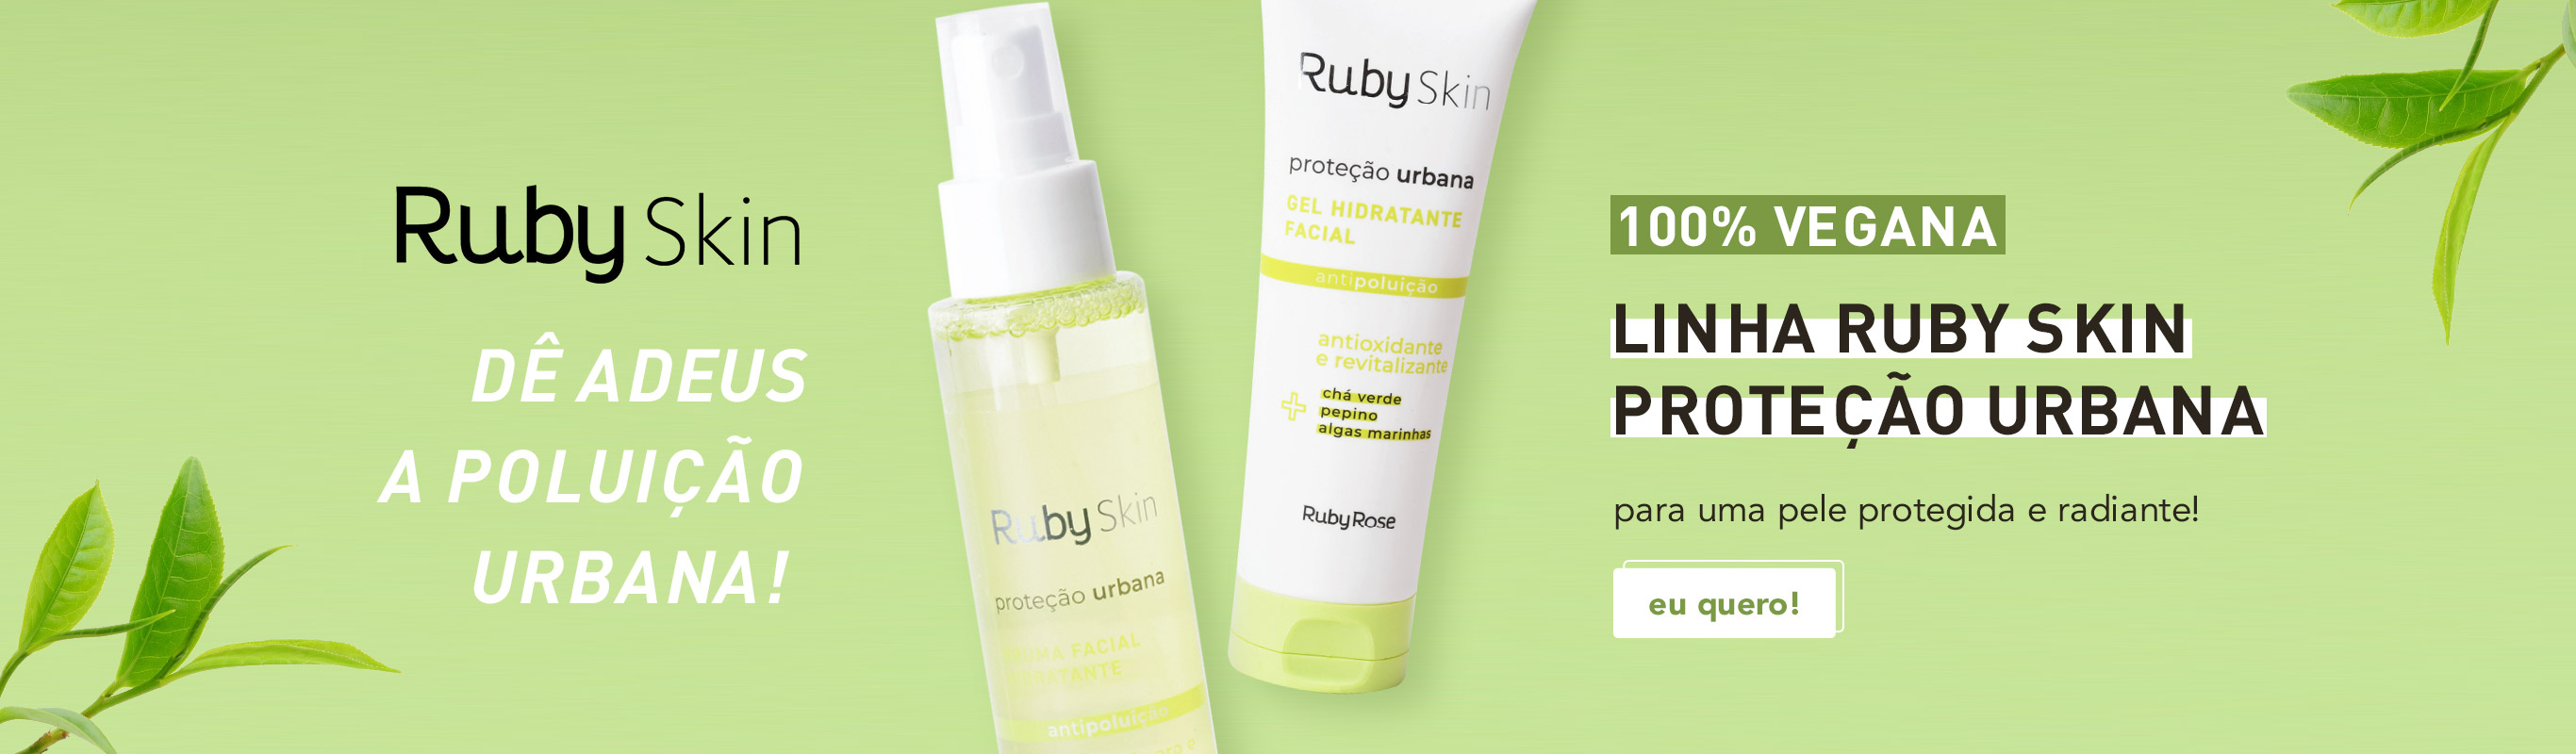 Ruby Skin
DÊ ADEUS
A POLUIÇÃO
URBANA!
Ruby Skin
proteção urbana
FACIAL
antipoluição
Ruby Skin
proteção urbana
GEL HIDRATANTE
FACIAL
antipoluição
antioxidante
e revitalizante
+
chá verde
pepino
algas marinhas
Ruby Rose
100% VEGANA
LINHA RUBY SKIN
PROTEÇÃO URBANA
para uma pele protegida e radiante!
eu quero!